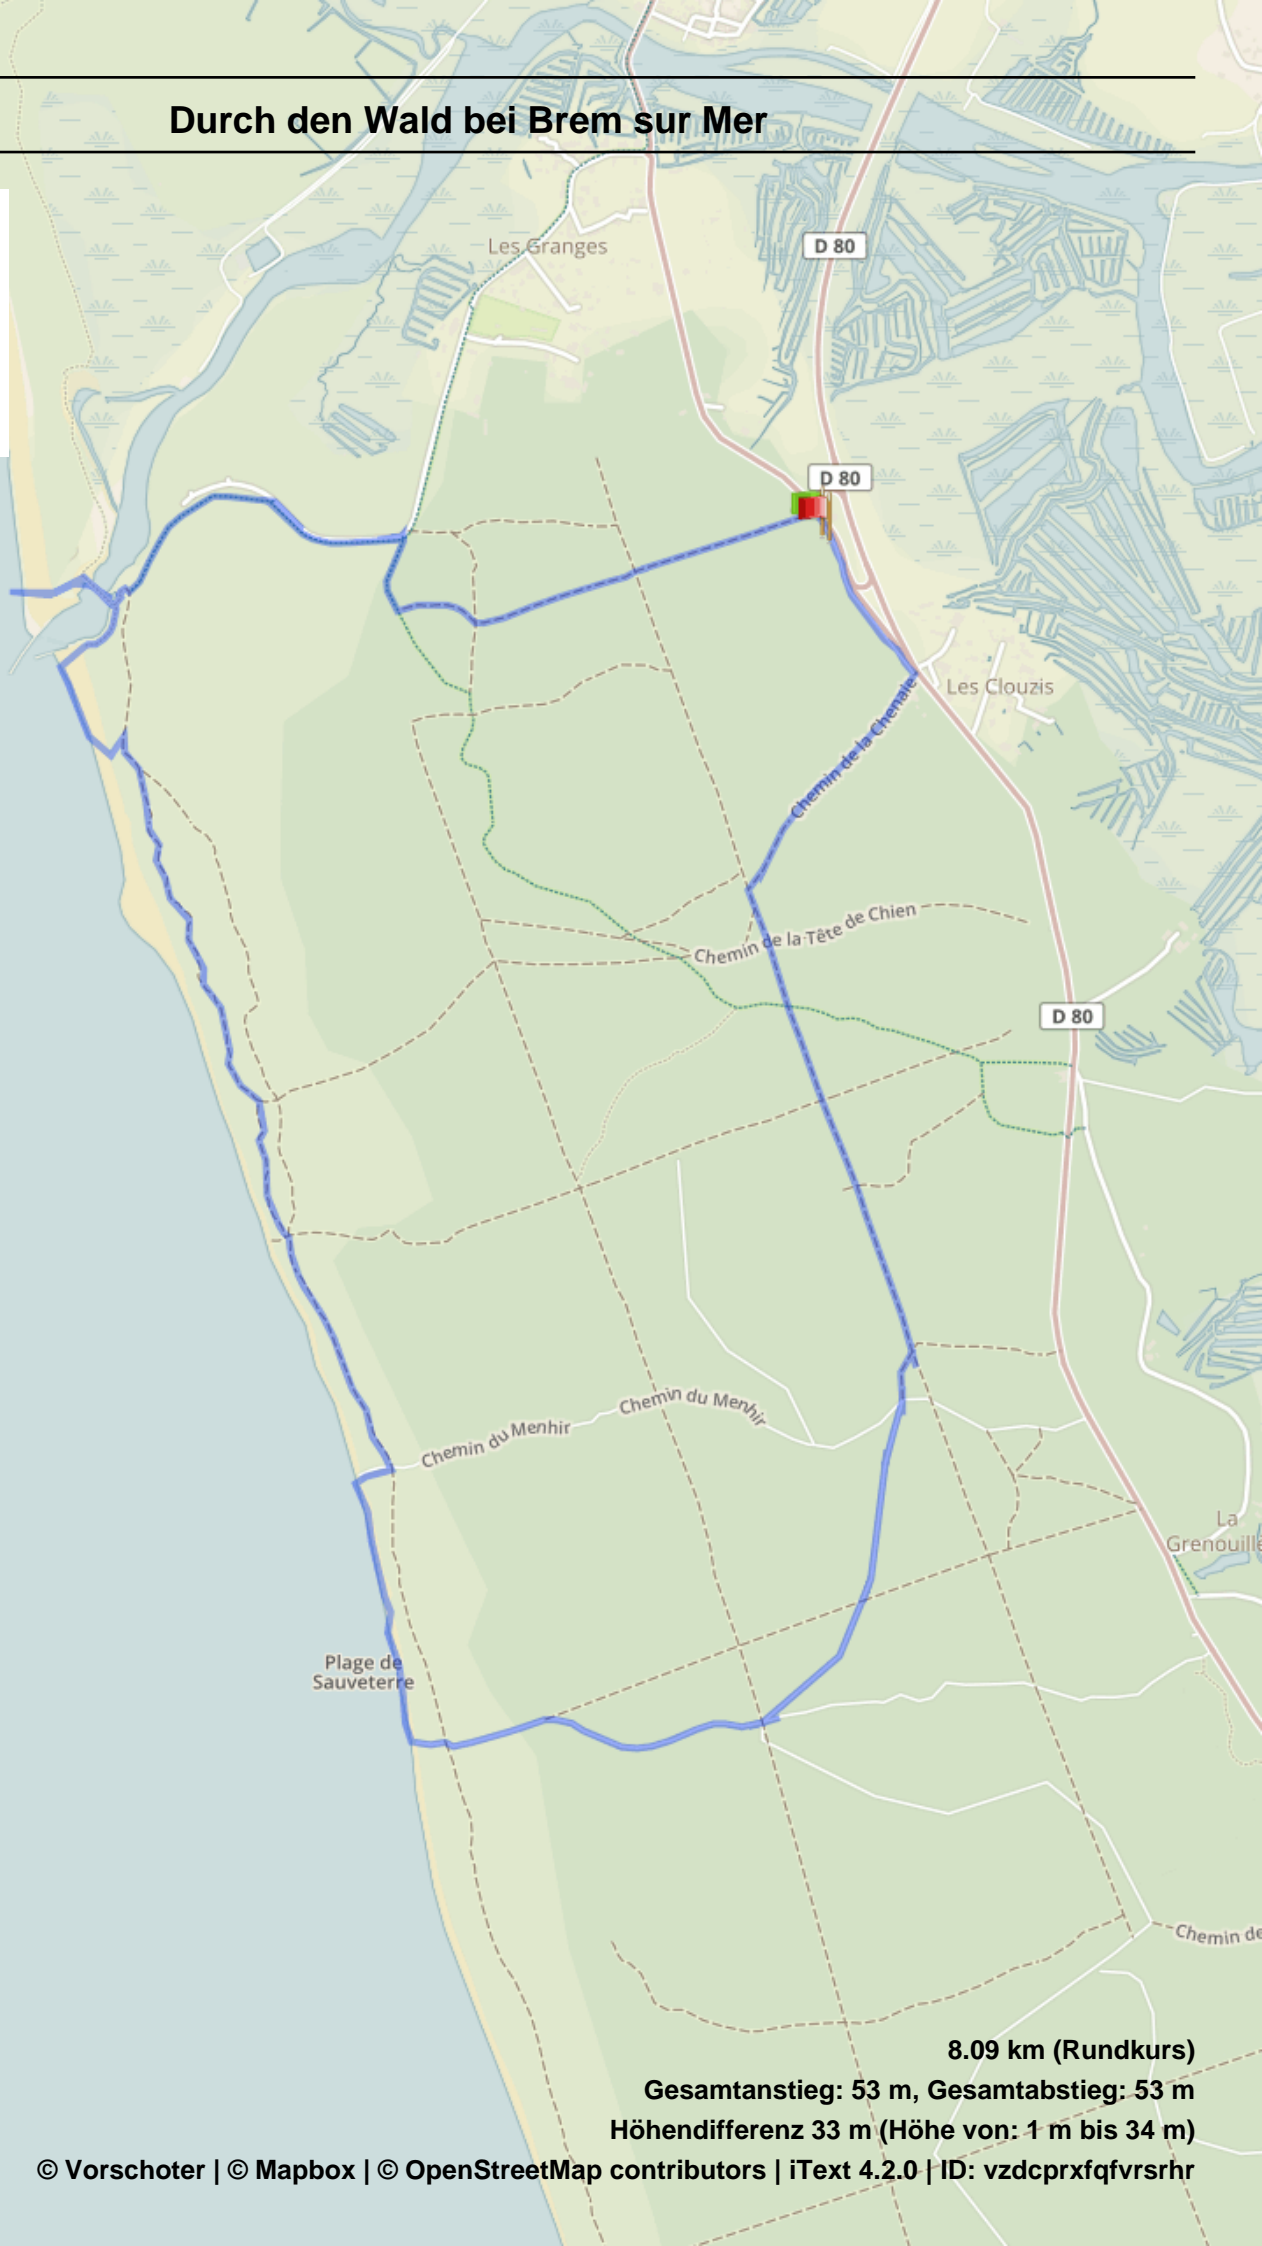 Durch den Wald bei Brem sur Mer
Les Granges
D 80
D 80
Les Clouzis
Chemin de la Chenaie
Chemin de la Tête de Chien
D 80
Chemin du Menhir
Chemin du Menhir
La
Grenouille
Plage de
Sauveterre
Chemin de
8.09 km (Rundkurs)
Gesamtanstieg: 53 m, Gesamtabstieg: 53 m
Höhendifferenz 33 m (Höhe von: 1 m bis 34 m)
© Vorschoter | © Mapbox | © OpenStreetMap contributors | iText 4.2.0 | ID: vzdcprxfqfvrsrhr